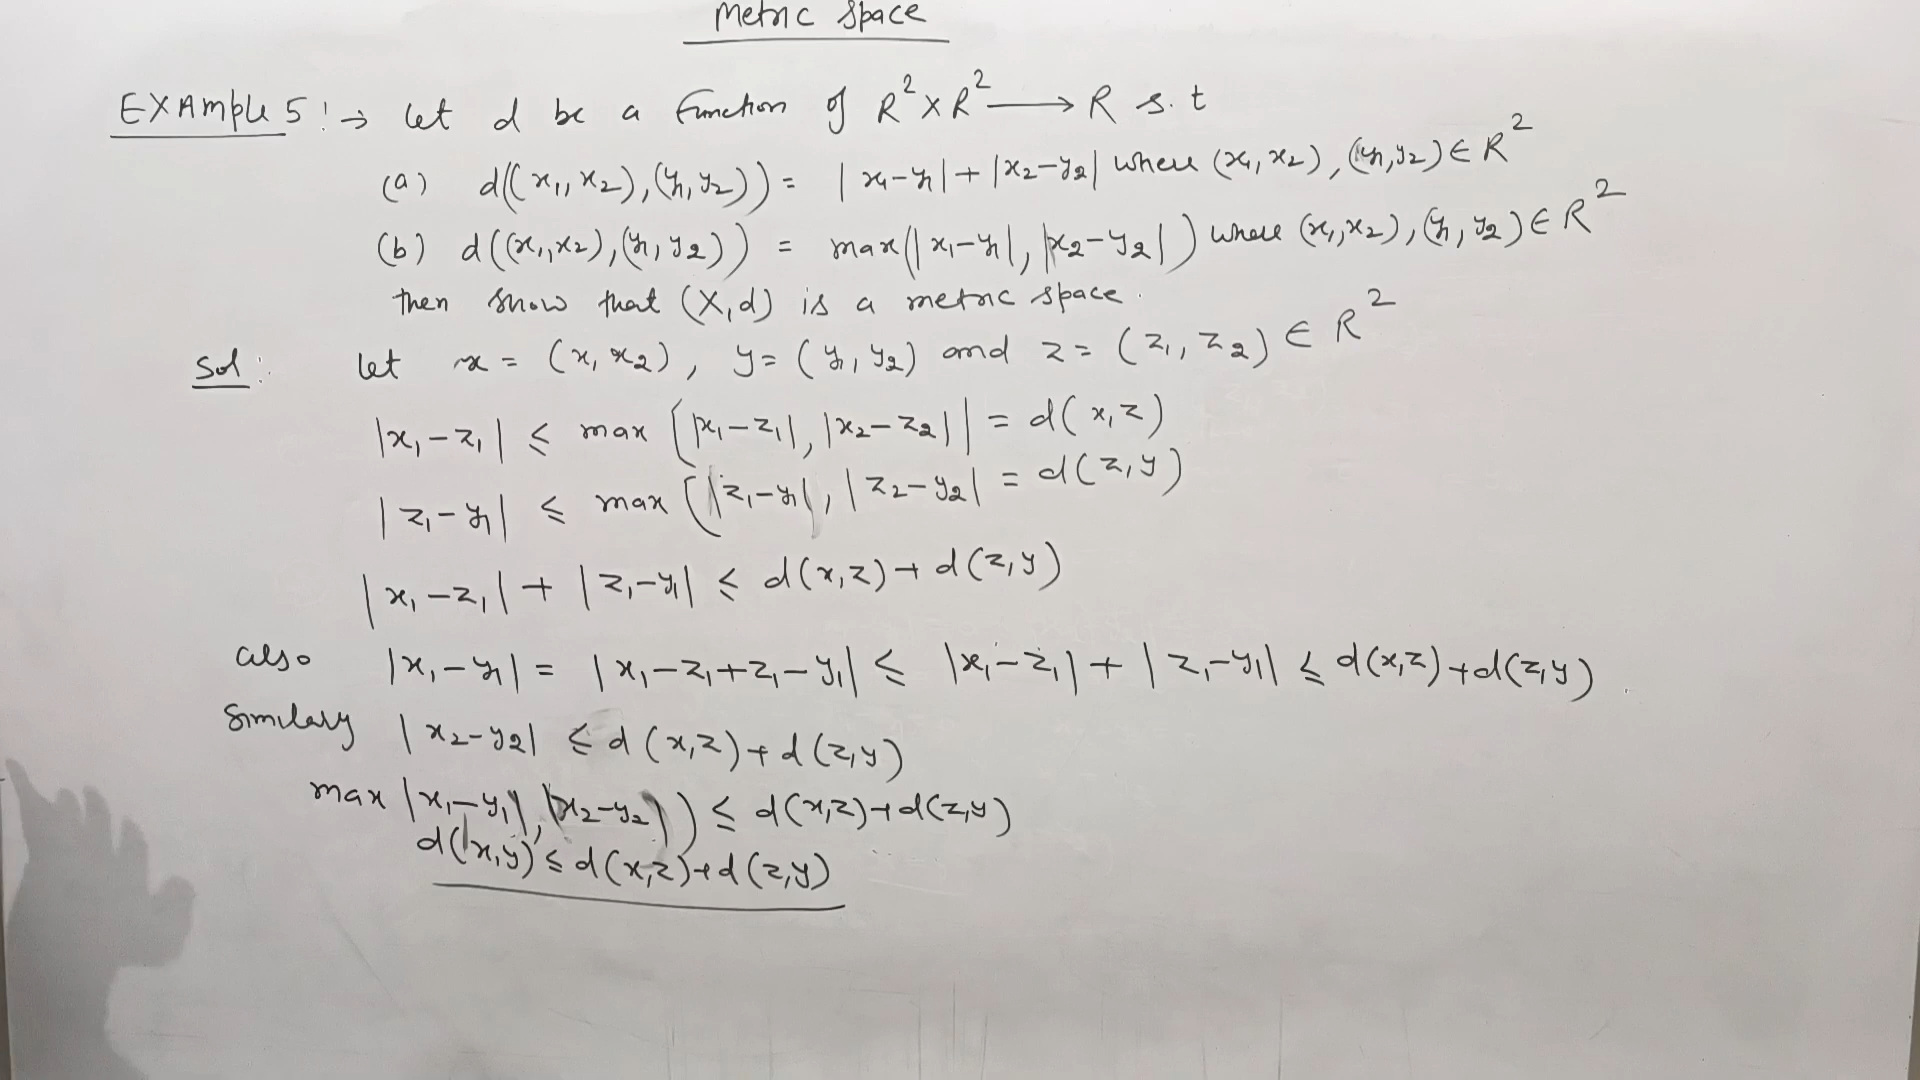 Metric Space
EXAMPLE 5:→ let d be a function of R²×R² → R s.t
(a) d((x₁,x₂),(y₁,y₂)) = |x₁-y₁|+|x₂-y₂| where (x₁,x₂),(y₁,y₂)∈R²
(b) d((x₁,x₂),(y₁,y₂)) = max(|x₁-y₁|,|x₂-y₂|) where (x₁,x₂),(y₁,y₂)∈R²
then show that (X,d) is a metric space.
Sol: let x = (x₁,x₂), y = (y₁,y₂) and z = (z₁,z₂) ∈ R²
|x₁-z₁| ≤ max(|x₁-z₁|,|x₂-z₂|| = d(x,z)
|z₁-y₁| ≤ max(|z₁-y₁|,|z₂-y₂| = d(z,y)
|x₁-z₁|+|z₁-y₁| ≤ d(x,z)+d(z,y)
also |x₁-y₁| = |x₁-z₁+z₁-y₁| ≤ |x₁-z₁|+|z₁-y₁| ≤ d(x,z)+d(z,y).
Similary |x₂-y₂| ≤ d(x,z)+d(z,y)
max|x₁-y₁|,|x₂-y₂|) ≤ d(x,z)+d(z,y)
d(x,y) ≤ d(x,z)+d(z,y)